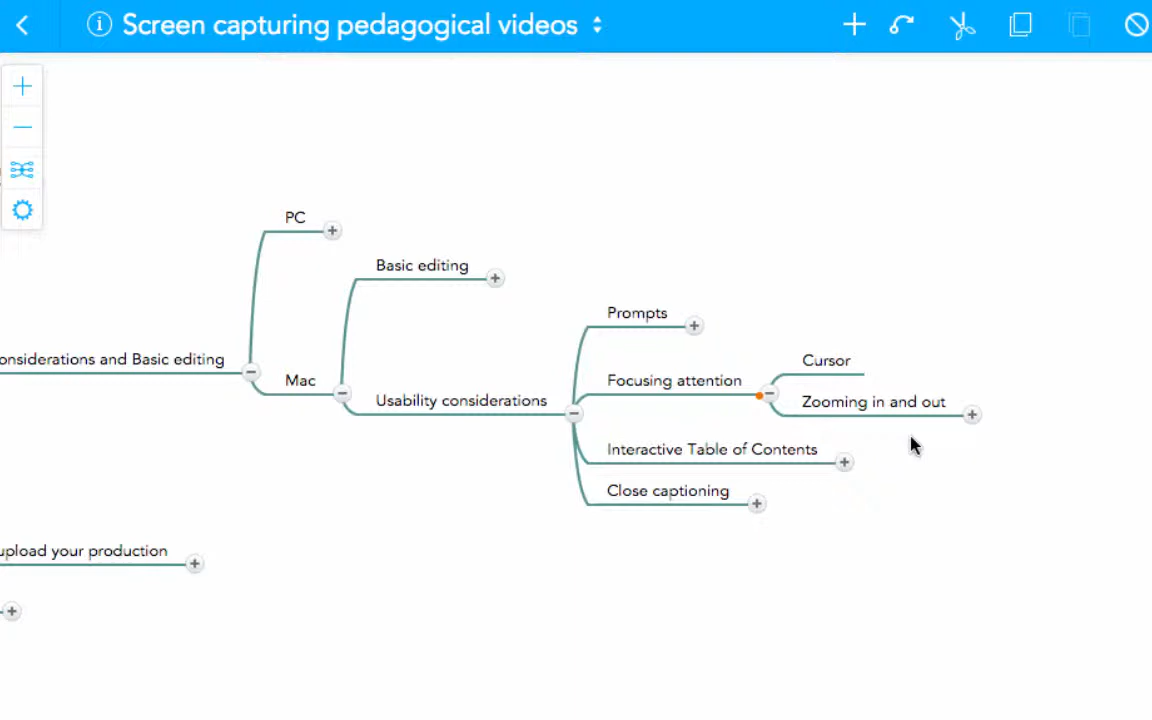 Screen capturing pedagogical videos
PC
Basic editing
Prompts
onsiderations and Basic editing
Mac
Cursor
Focusing attention
Usability considerations
Zooming in and out
Interactive Table of Contents
Close captioning
upload your production